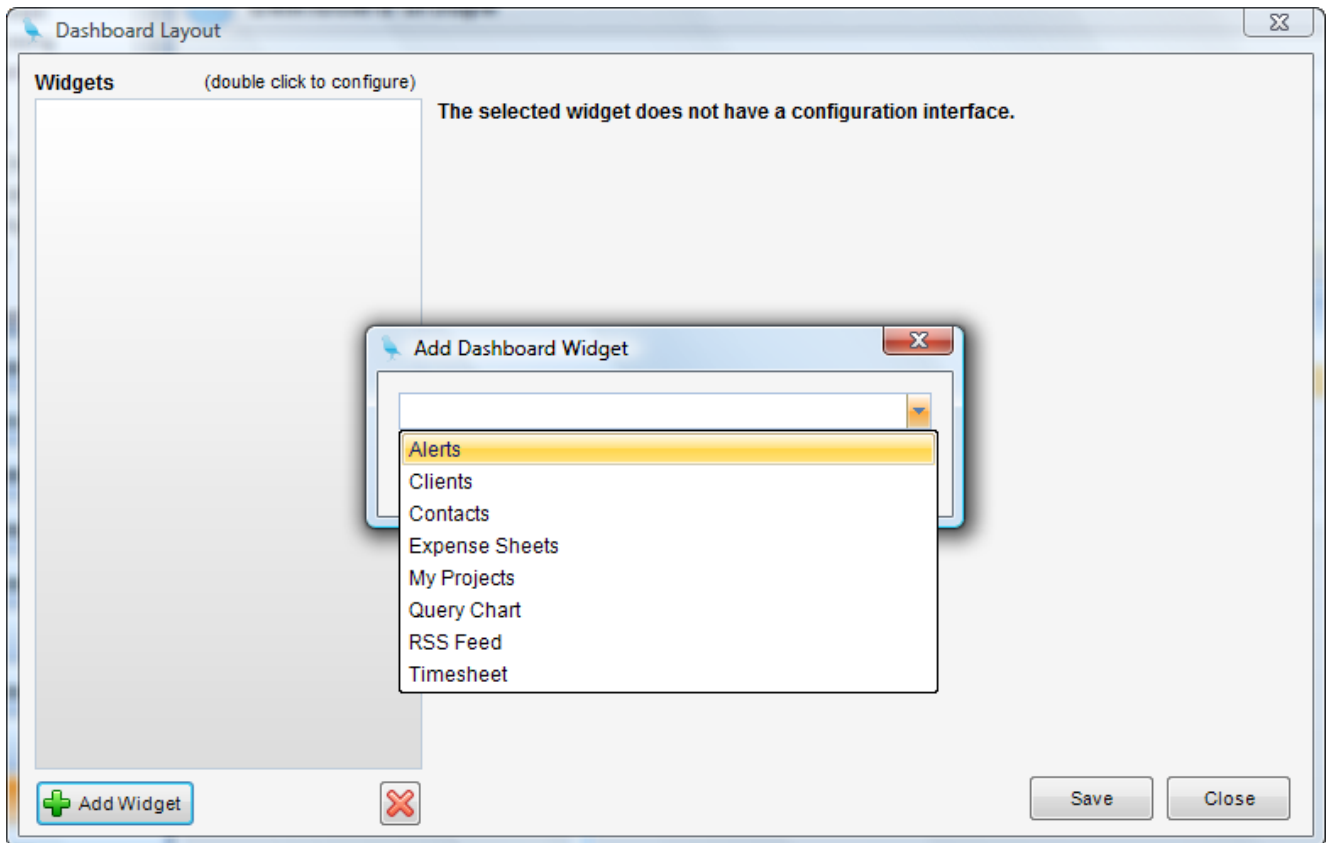 Dashboard Layout
Widgets (double click to configure)
The selected widget does not have a configuration interface.
Add Dashboard Widget
Alerts
Clients
Contacts
Expense Sheets
My Projects
Query Chart
RSS Feed
Timesheet
Add Widget
Save Close